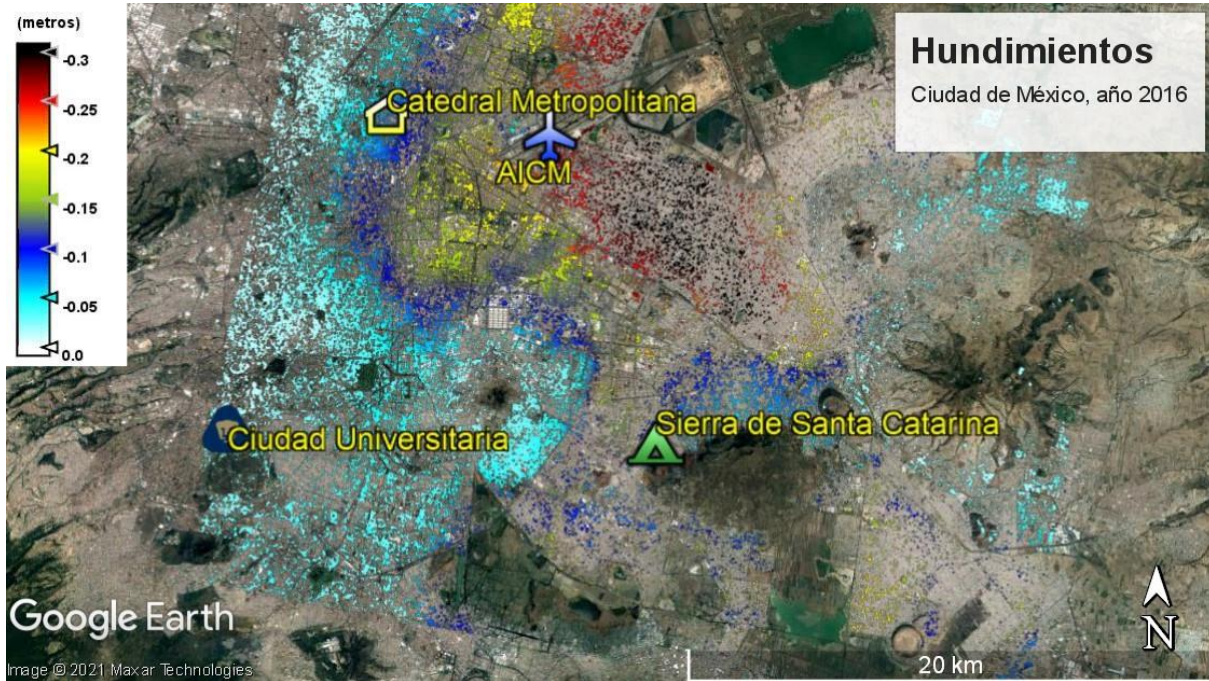 (metros)
-0.3
-0.25
-0.2
-0.15
-0.1
-0.05
0.0
Hundimientos
Ciudad de México, año 2016
Catedral Metropolitana
AICM
Sierra de Santa Catarina
Ciudad Universitaria
Google Earth
N
Image © 2021 Maxar Technologies
20 km